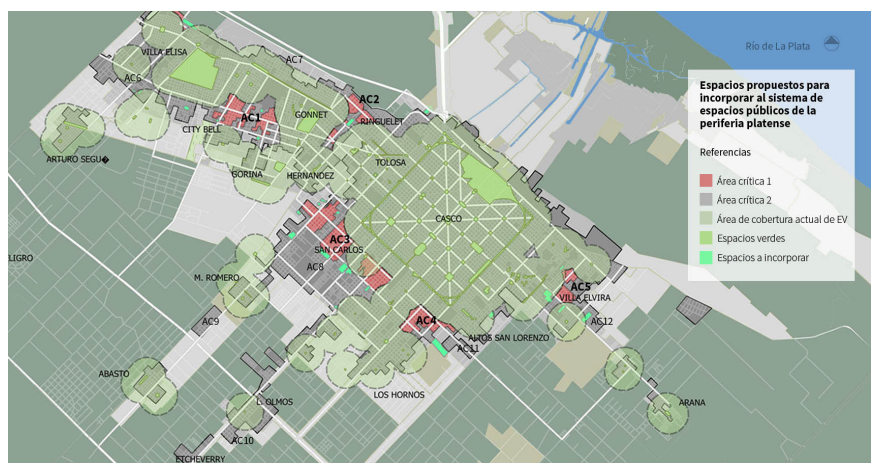 Río de La Plata
Espacios propuestos para
incorporar al sistema de
espacios públicos de la
periferia platense
Referencias
Área crítica 1
Área crítica 2
Área de cobertura actual de EV
Espacios verdes
Espacios a incorporar
VILLA ELISA
AC7
AC6
AC2
AC1
GONNET
RINGUELET
CITY BELL
ARTURO SEGU�
TOLOSA
GORINA
HERNANDEZ
CASCO
AC3
SAN CARLOS
LIGRO
AC8
M. ROMERO
AC5
VILLA ELVIRA
AC9
AC4
AC12
ALTOS SAN LORENZO
AC11
ABASTO
LOS HORNOS
L. OLMOS
ARANA
AC10
ETCHEVERRY